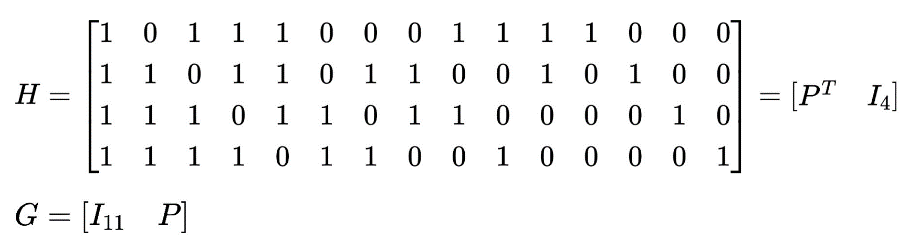 1 0 1 1 1 0 0 0 1 1 1 1 0 0 0
1 1 0 1 1 0 1 1 0 0 1 0 1 0 0
H = [ 1 1 1 0 1 1 0 1 1 0 0 0 0 1 0 ] = [P^T I_4]
1 1 1 1 0 1 1 0 0 1 0 0 0 0 1
G = [I_11 P]